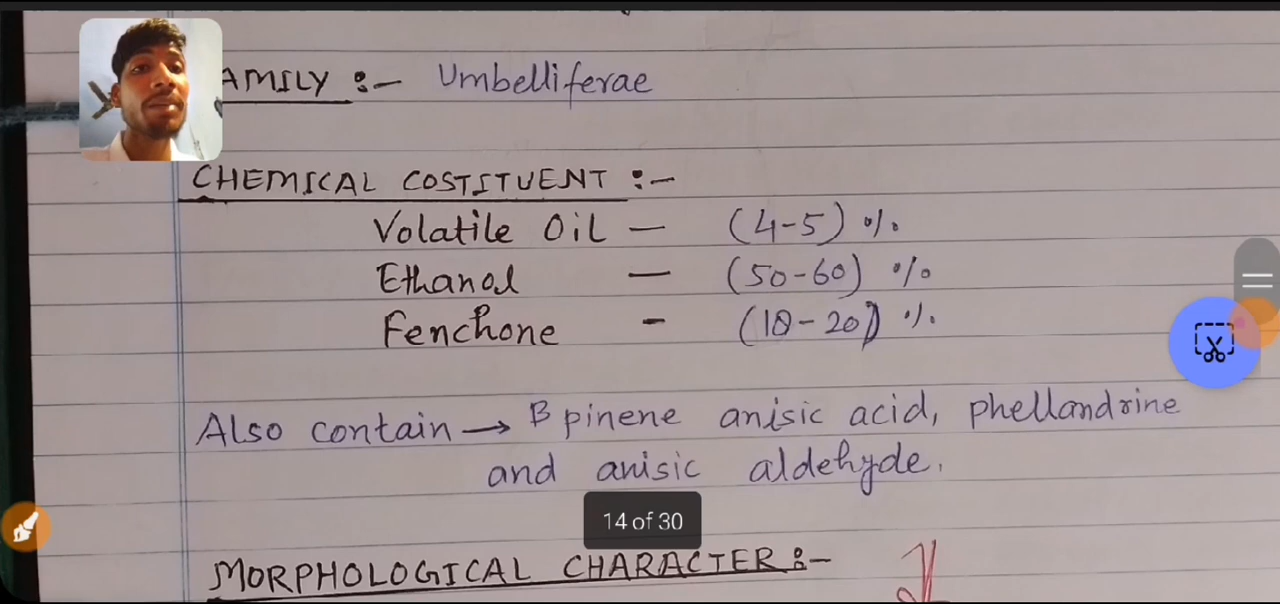 AMILY :- Umbelliferae
CHEMICAL COSTITUENT :-
Volatile Oil — (4-5) %
Ethanol — (50-60) %
Fenchone - (18-20) %
Also contain → B pinene anisic acid, phellandrine
and anisic aldehyde.
14 of 30
MORPHOLOGICAL CHARACTER :-